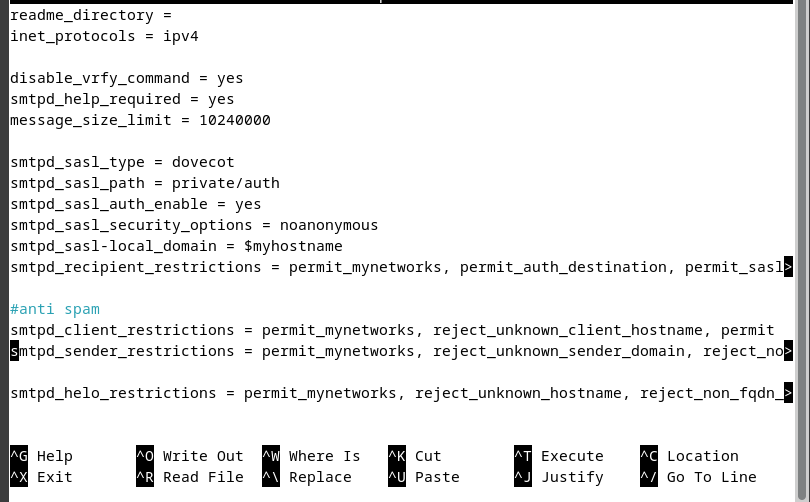 readme_directory =
inet_protocols = ipv4
disable_vrfy_command = yes
smtpd_help_required = yes
message_size_limit = 10240000
smtpd_sasl_type = dovecot
smtpd_sasl_path = private/auth
smtpd_sasl_auth_enable = yes
smtpd_sasl_security_options = noanonymous
smtpd_sasl-local_domain = $myhostname
smtpd_recipient_restrictions = permit_mynetworks, permit_auth_destination, permit_sasl>
#anti spam
smtpd_client_restrictions = permit_mynetworks, reject_unknown_client_hostname, permit
smtpd_sender_restrictions = permit_mynetworks, reject_unknown_sender_domain, reject_no>
smtpd_helo_restrictions = permit_mynetworks, reject_unknown_hostname, reject_non_fqdn_>
^G Help ^O Write Out ^W Where Is ^K Cut ^T Execute ^C Location
^X Exit ^R Read File ^\ Replace ^U Paste ^J Justify ^/ Go To Line